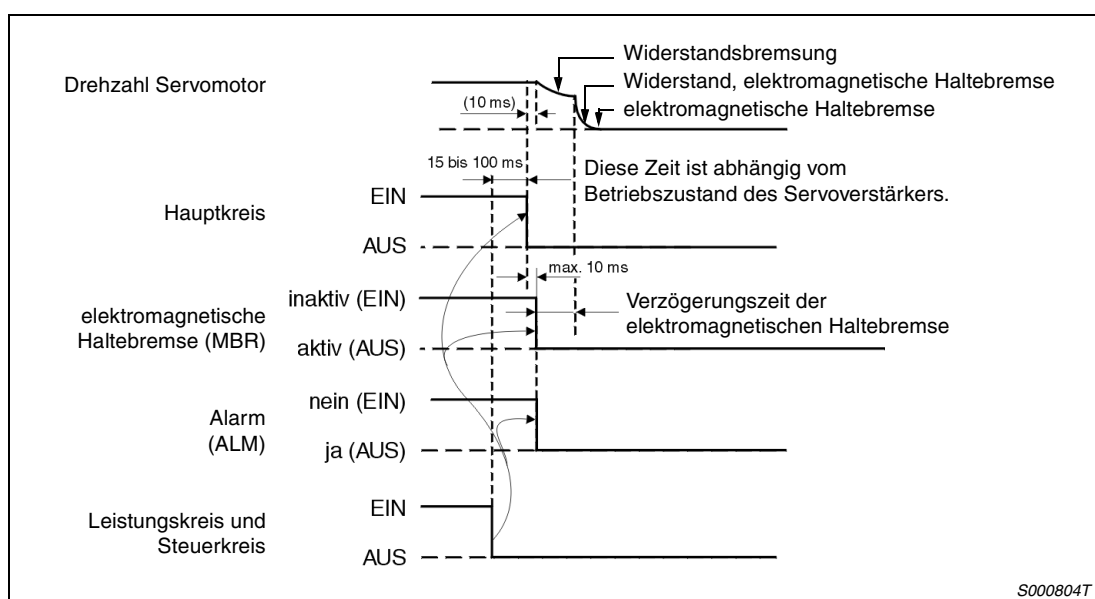 Widerstandsbremsung
Drehzahl Servomotor
Widerstand, elektromagnetische Haltebremse
(10 ms)
elektromagnetische Haltebremse
15 bis 100 ms
Diese Zeit ist abhängig vom
Betriebszustand des Servoverstärkers.
Hauptkreis
EIN
AUS
max. 10 ms
elektromagnetische
Haltebremse (MBR)
inaktiv (EIN)
aktiv (AUS)
Verzögerungszeit der
elektromagnetischen Haltebremse
Alarm
(ALM)
nein (EIN)
ja (AUS)
Leistungskreis und
Steuerkreis
EIN
AUS
S000804T